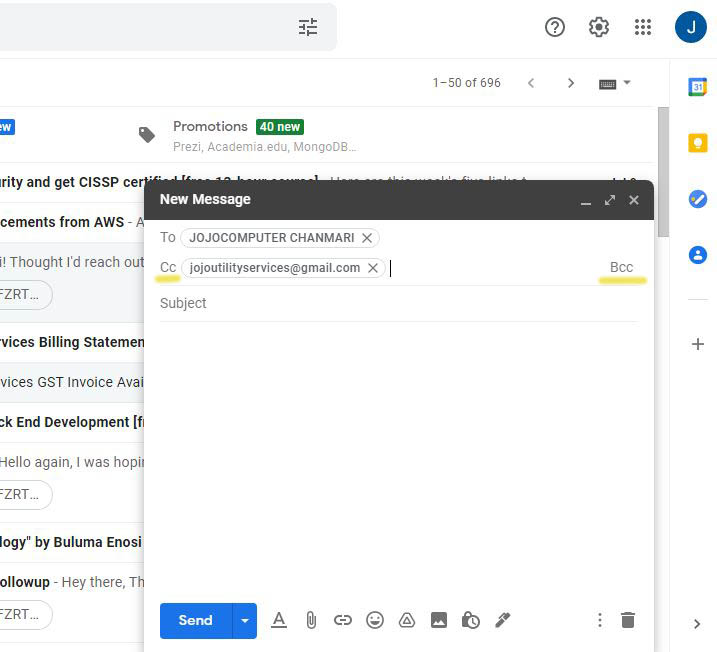 J
1–50 of 696
31
ew
Promotions
40 new
Prezi, Academia.edu, MongoDB…
rity and get CISSP certified [free 12-hour course] - Here are this week's five links t
cements from AWS - A
i! Thought I'd reach out
FZRT…
rvices Billing Statemen
vices GST Invoice Avai
ck End Development [f
Hello again, I was hopi
FZRT…
logy" by Buluma Enosi
ollowup - Hey there, Th
FZRT…
New Message
To JOJOCOMPUTER CHANMARI
Cc jojoutilityservices@gmail.com Bcc
Subject
Send
A